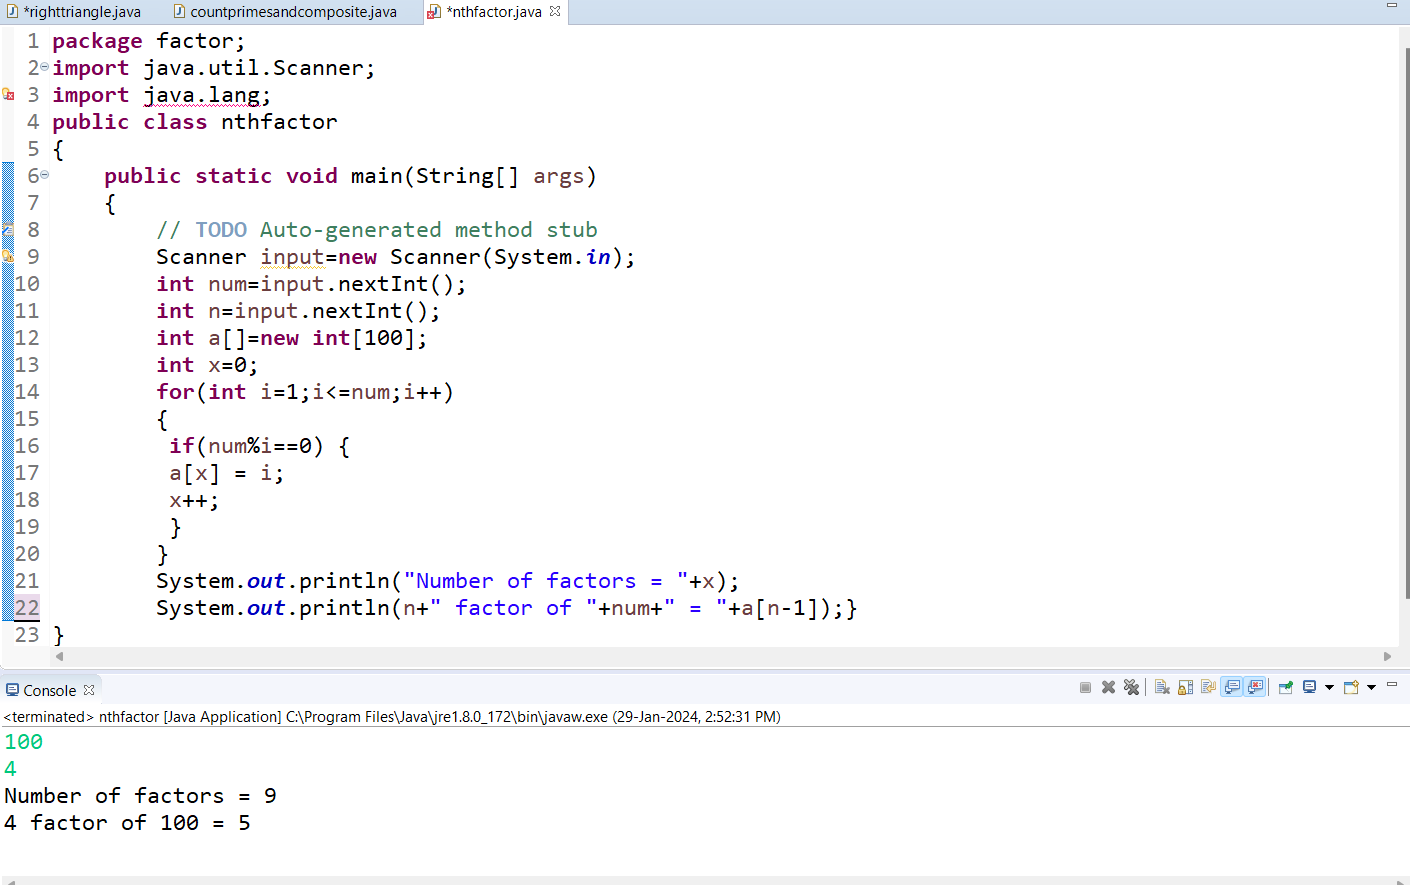 *righttriangle.java countprimesandcomposite.java *nthfactor.java
1 package factor;
2 import java.util.Scanner;
3 import java.lang;
4 public class nthfactor
5 {
6 public static void main(String[] args)
7 {
8 // TODO Auto-generated method stub
9 Scanner input=new Scanner(System.in);
10 int num=input.nextInt();
11 int n=input.nextInt();
12 int a[]=new int[100];
13 int x=0;
14 for(int i=1;i<=num;i++)
15 {
16 if(num%i==0) {
17 a[x] = i;
18 x++;
19 }
20 }
21 System.out.println("Number of factors = "+x);
22 System.out.println(n+" factor of "+num+" = "+a[n-1]);}
23 }
Console
<terminated> nthfactor [Java Application] C:\Program Files\Java\jre1.8.0_172\bin\javaw.exe (29-Jan-2024, 2:52:31 PM)
100
4
Number of factors = 9
4 factor of 100 = 5